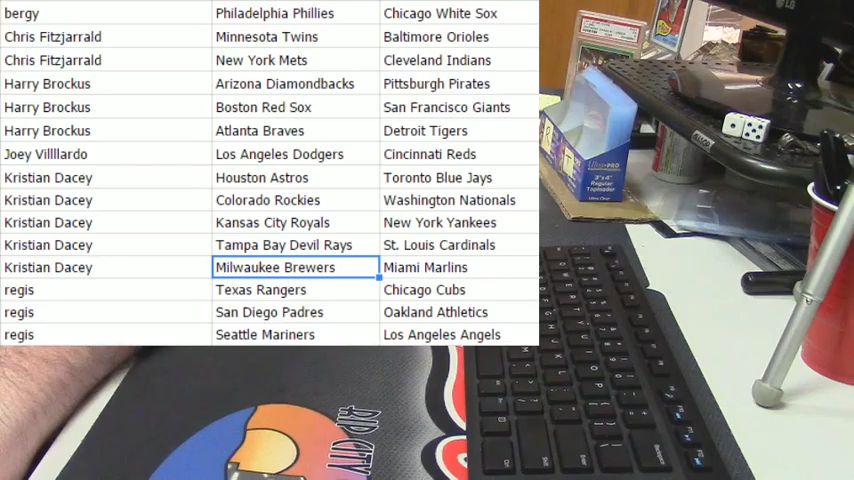 bergy Philadelphia Phillies Chicago White Sox
Chris Fitzjarrald Minnesota Twins Baltimore Orioles
Chris Fitzjarrald New York Mets Cleveland Indians
Harry Brockus Arizona Diamondbacks Pittsburgh Pirates
Harry Brockus Boston Red Sox San Francisco Giants
Harry Brockus Atlanta Braves Detroit Tigers
Joey Villlardo Los Angeles Dodgers Cincinnati Reds
Kristian Dacey Houston Astros Toronto Blue Jays
Kristian Dacey Colorado Rockies Washington Nationals
Kristian Dacey Kansas City Royals New York Yankees
Kristian Dacey Tampa Bay Devil Rays St. Louis Cardinals
Kristian Dacey Milwaukee Brewers Miami Marlins
regis Texas Rangers Chicago Cubs
regis San Diego Padres Oakland Athletics
regis Seattle Mariners Los Angeles Angels
LG
R T
Ultra PRO
3"x4"
Regular
Toploader
RIP CITY